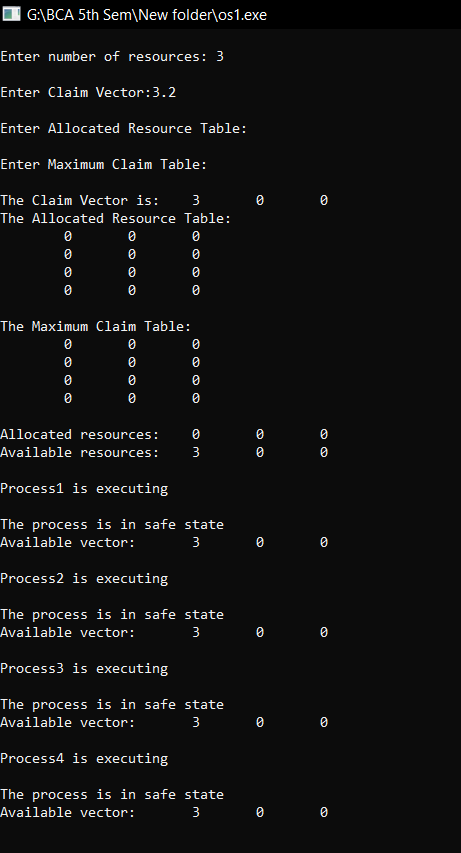 G:\BCA 5th Sem\New folder\os1.exe
Enter number of resources: 3
Enter Claim Vector:3.2
Enter Allocated Resource Table:
Enter Maximum Claim Table:
The Claim Vector is:    3       0       0
The Allocated Resource Table:
        0       0       0
        0       0       0
        0       0       0
        0       0       0
The Maximum Claim Table:
        0       0       0
        0       0       0
        0       0       0
        0       0       0
Allocated resources:    0       0       0
Available resources:    3       0       0
Process1 is executing
The process is in safe state
Available vector:       3       0       0
Process2 is executing
The process is in safe state
Available vector:       3       0       0
Process3 is executing
The process is in safe state
Available vector:       3       0       0
Process4 is executing
The process is in safe state
Available vector:       3       0       0